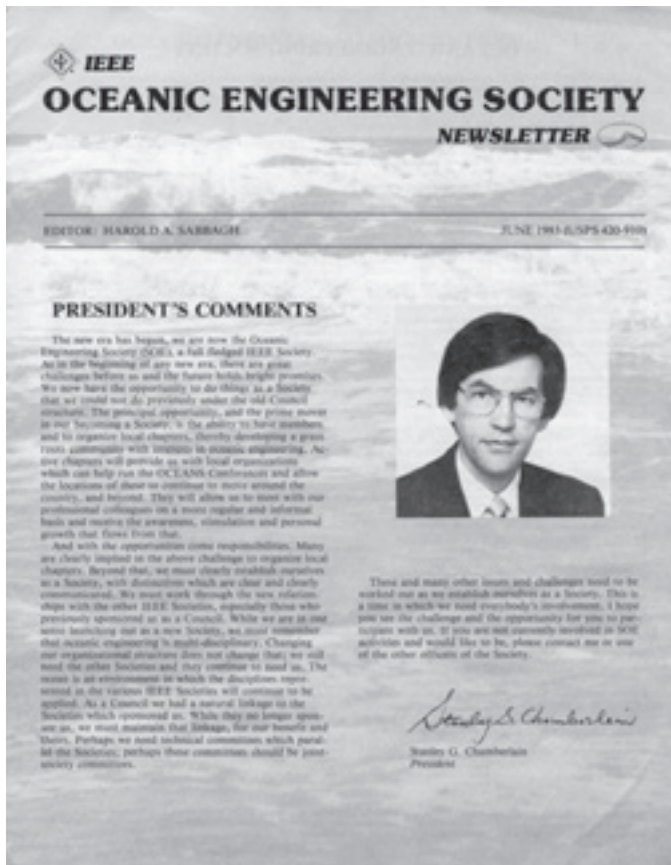 IEEE
OCEANIC ENGINEERING SOCIETY
NEWSLETTER
EDITOR: HAROLD A. SABBAGH
JUNE 1983 (USPS 420-910)
PRESIDENT'S COMMENTS
The new era has begun, we are now the Oceanic
Engineering Society (SOE), a full fledged IEEE Society.
As in the beginning of any new era, there are great
challenges before us and the future holds bright promises.
We now have the opportunity to do things as a Society
that we could not do previously under the old Council
structure. The principal opportunity, and the prime mover
in our becoming a Society, is the ability to have members,
and to organize local chapters, thereby developing a grass
roots community with interests in oceanic engineering. Ac-
tive chapters will provide us with local organizations
which can help run the OCEANS Conferences and allow
the locations of these to continue to move around the
country, and beyond. They will allow us to meet with our
professional colleagues on a more regular and informal
basis and receive the awareness, stimulation and personal
growth that flows from that.
And with the opportunities come responsibilities. Many
are clearly implied in the above challenge to organize local
chapters. Beyond that, we must clearly establish ourselves
as a Society, with distinctives which are clear and clearly
communicated. We must work through the new relation-
ships with the other IEEE Societies, especially those who
previously sponsored us as a Council. While we are in one
sense launching out as a new Society, we must remember
that oceanic engineering is multi-disciplinary. Changing
our organizational structure does not change that; we still
need the other Societies and they continue to need us. The
ocean is an environment in which the disciplines repre-
sented in the various IEEE Societies will continue to be
applied. As a Council we had a natural linkage to the
Societies which sponsored us. While they no longer spon-
sor us, we must maintain that linkage, for our benefit and
theirs. Perhaps we need technical committees which paral-
lel the Societies; perhaps these committees should be joint-
society committees.
These and many other issues and challenges need to be
worked out as we establish ourselves as a Society. This is
a time in which we need everybody's involvement. I hope
you see the challenge and the opportunity for you to par-
ticipate with us. If you are not currently involved in SOE
activities and would like to be, please contact me or one
of the other officers of the Society.
Stanley G. Chamberlain
Stanley G. Chamberlain
President